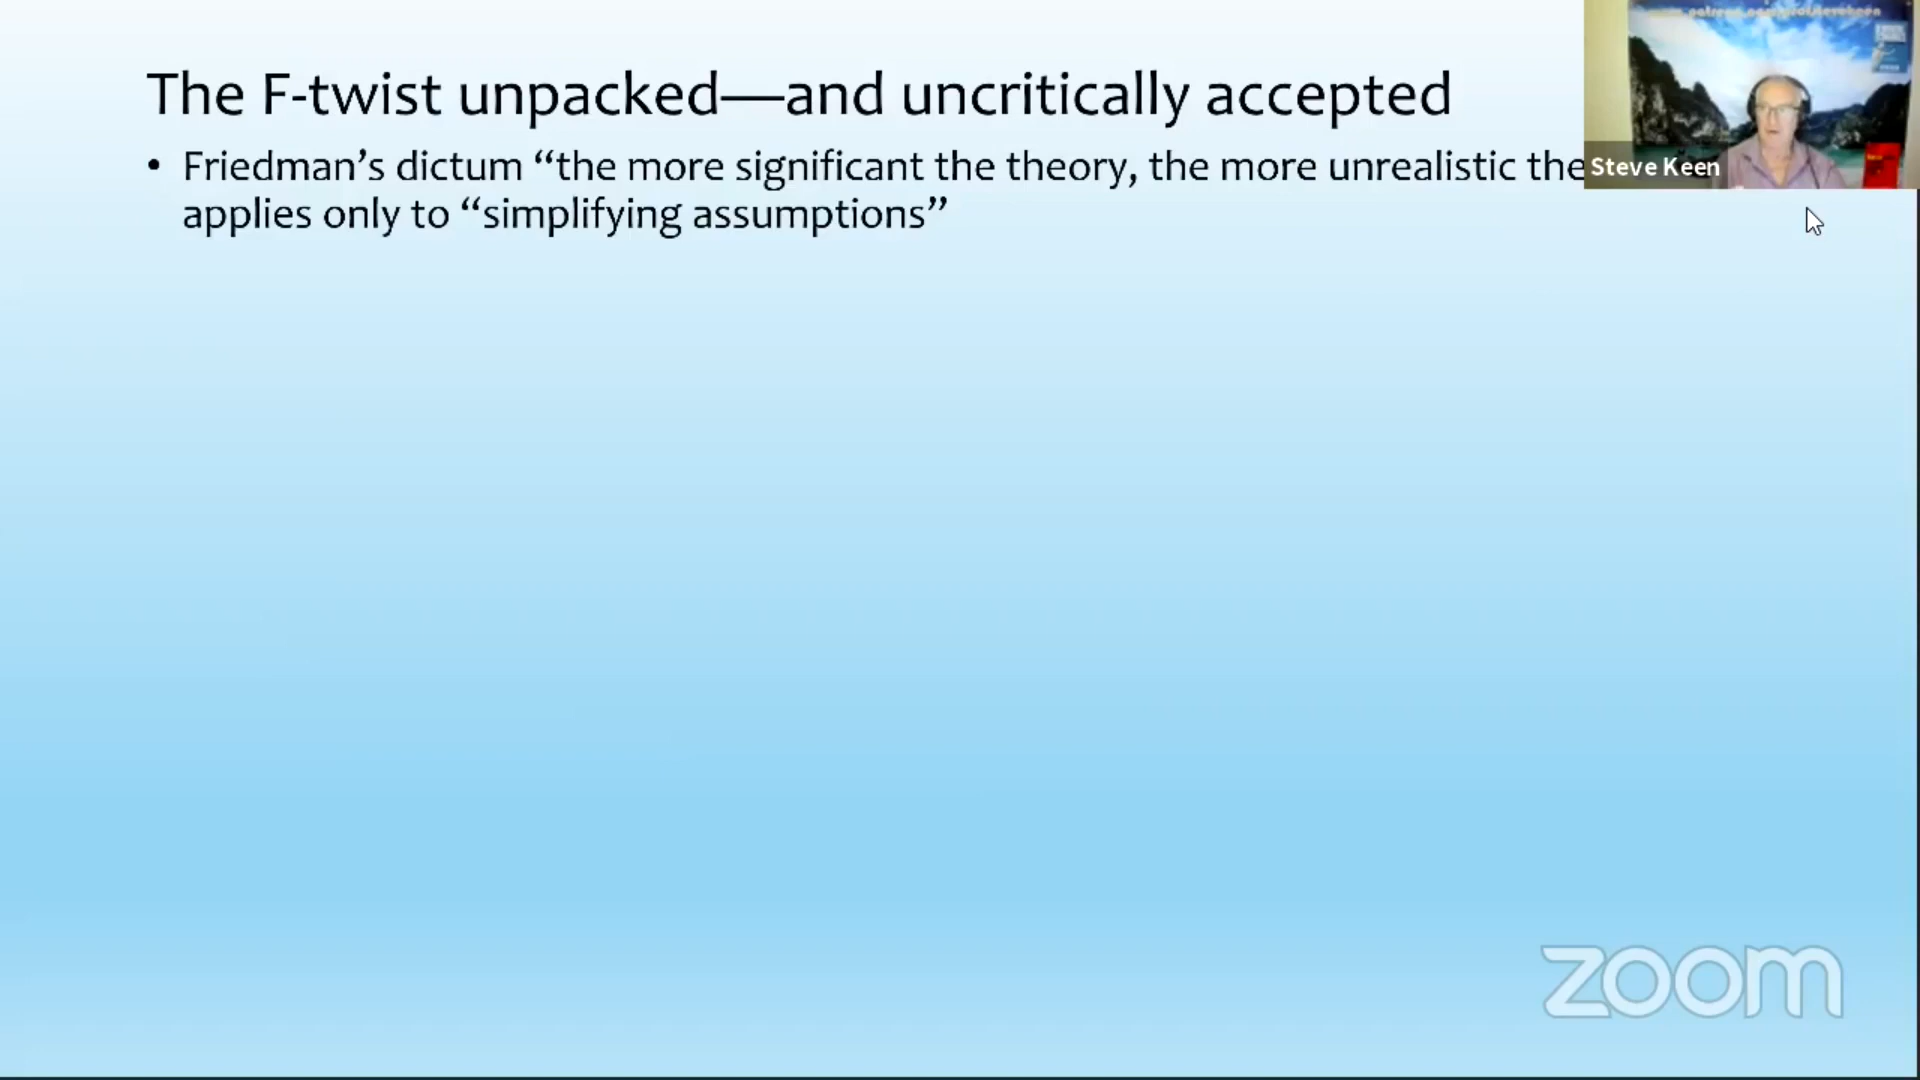 The F-twist unpacked—and uncritically accepted
• Friedman’s dictum “the more significant the theory, the more unrealistic the
applies only to “simplifying assumptions”
Steve Keen
zoom